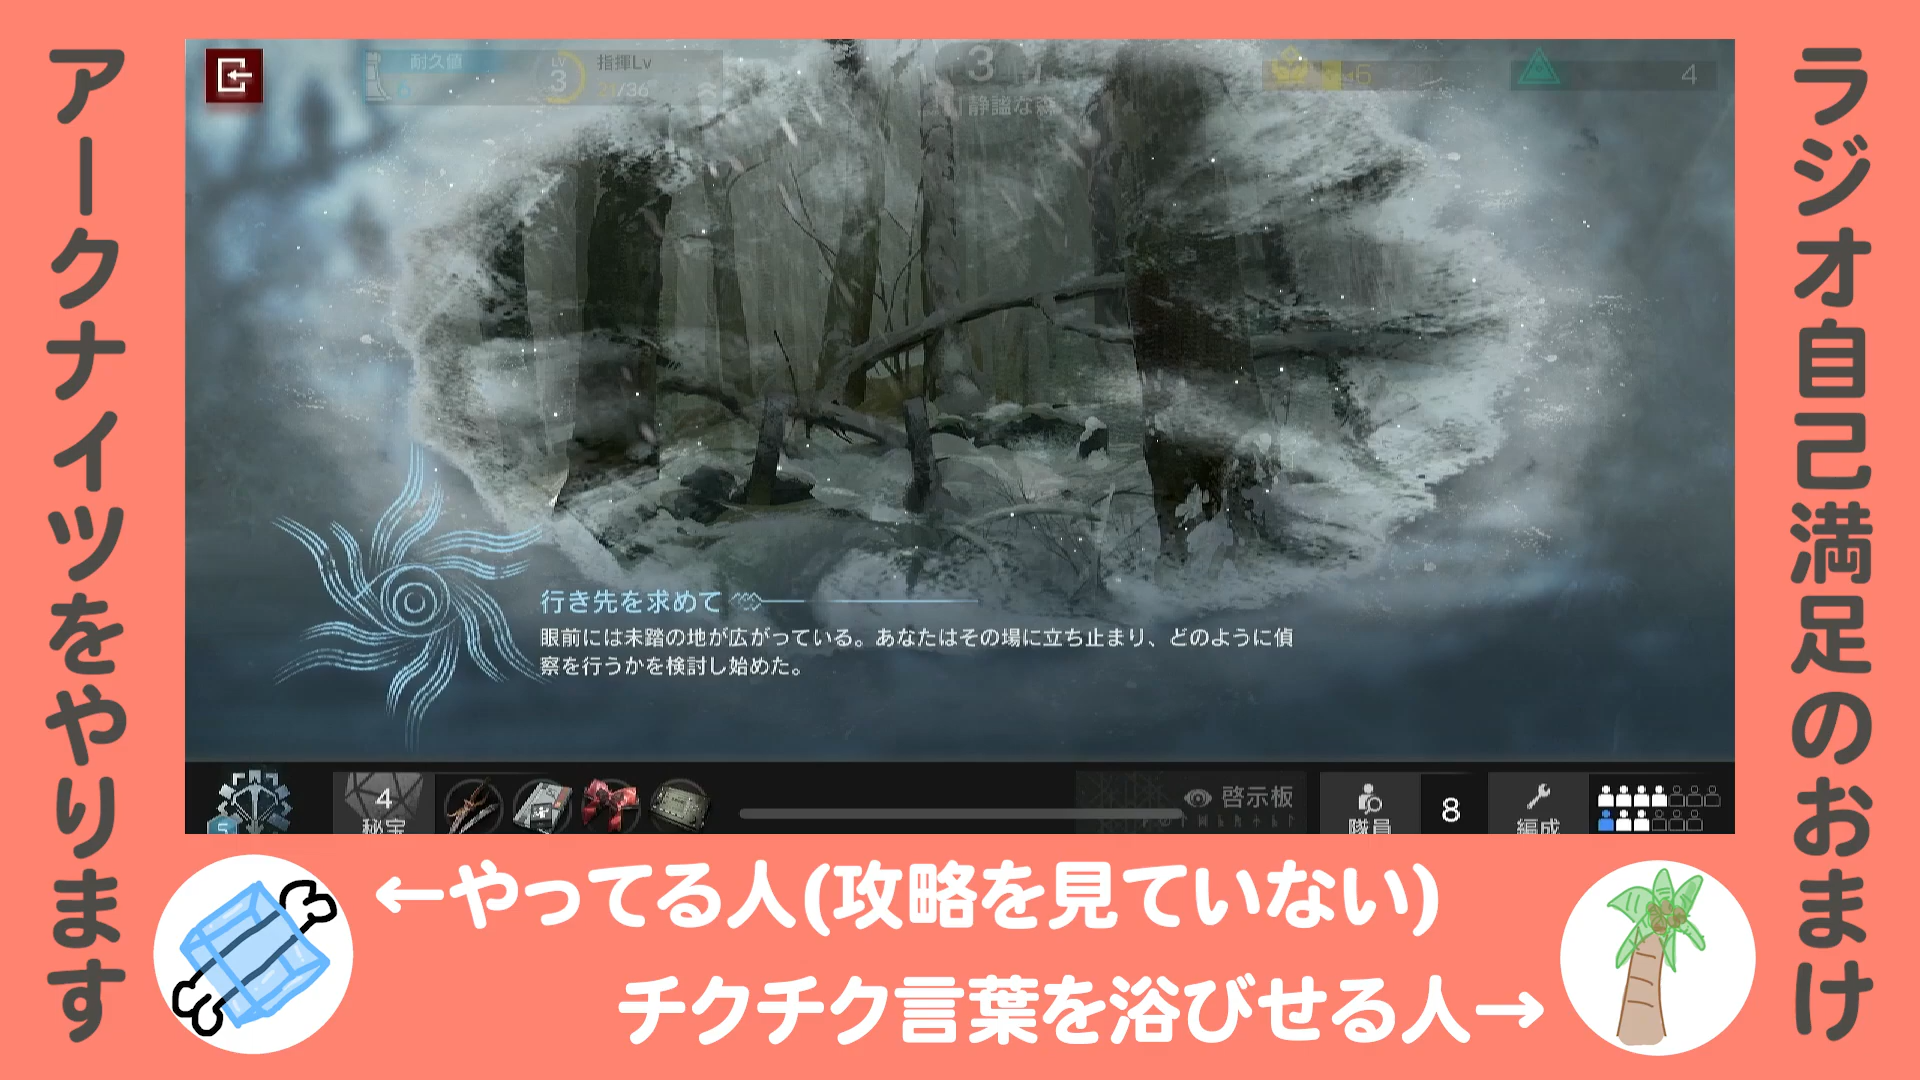 アークナイツをやります
ラジオ自己満足のおまけ
耐久値
6
LV
3
指揮Lv
/36
3
静謐な森
4
行き先を求めて
眼前には未踏の地が広がっている。あなたはその場に立ち止まり、どのように偵
察を行うかを検討し始めた。
5
4
秘宝
啓示板
隊員
8
編成
←やってる人(攻略を見ていない)
チクチク言葉を浴びせる人→